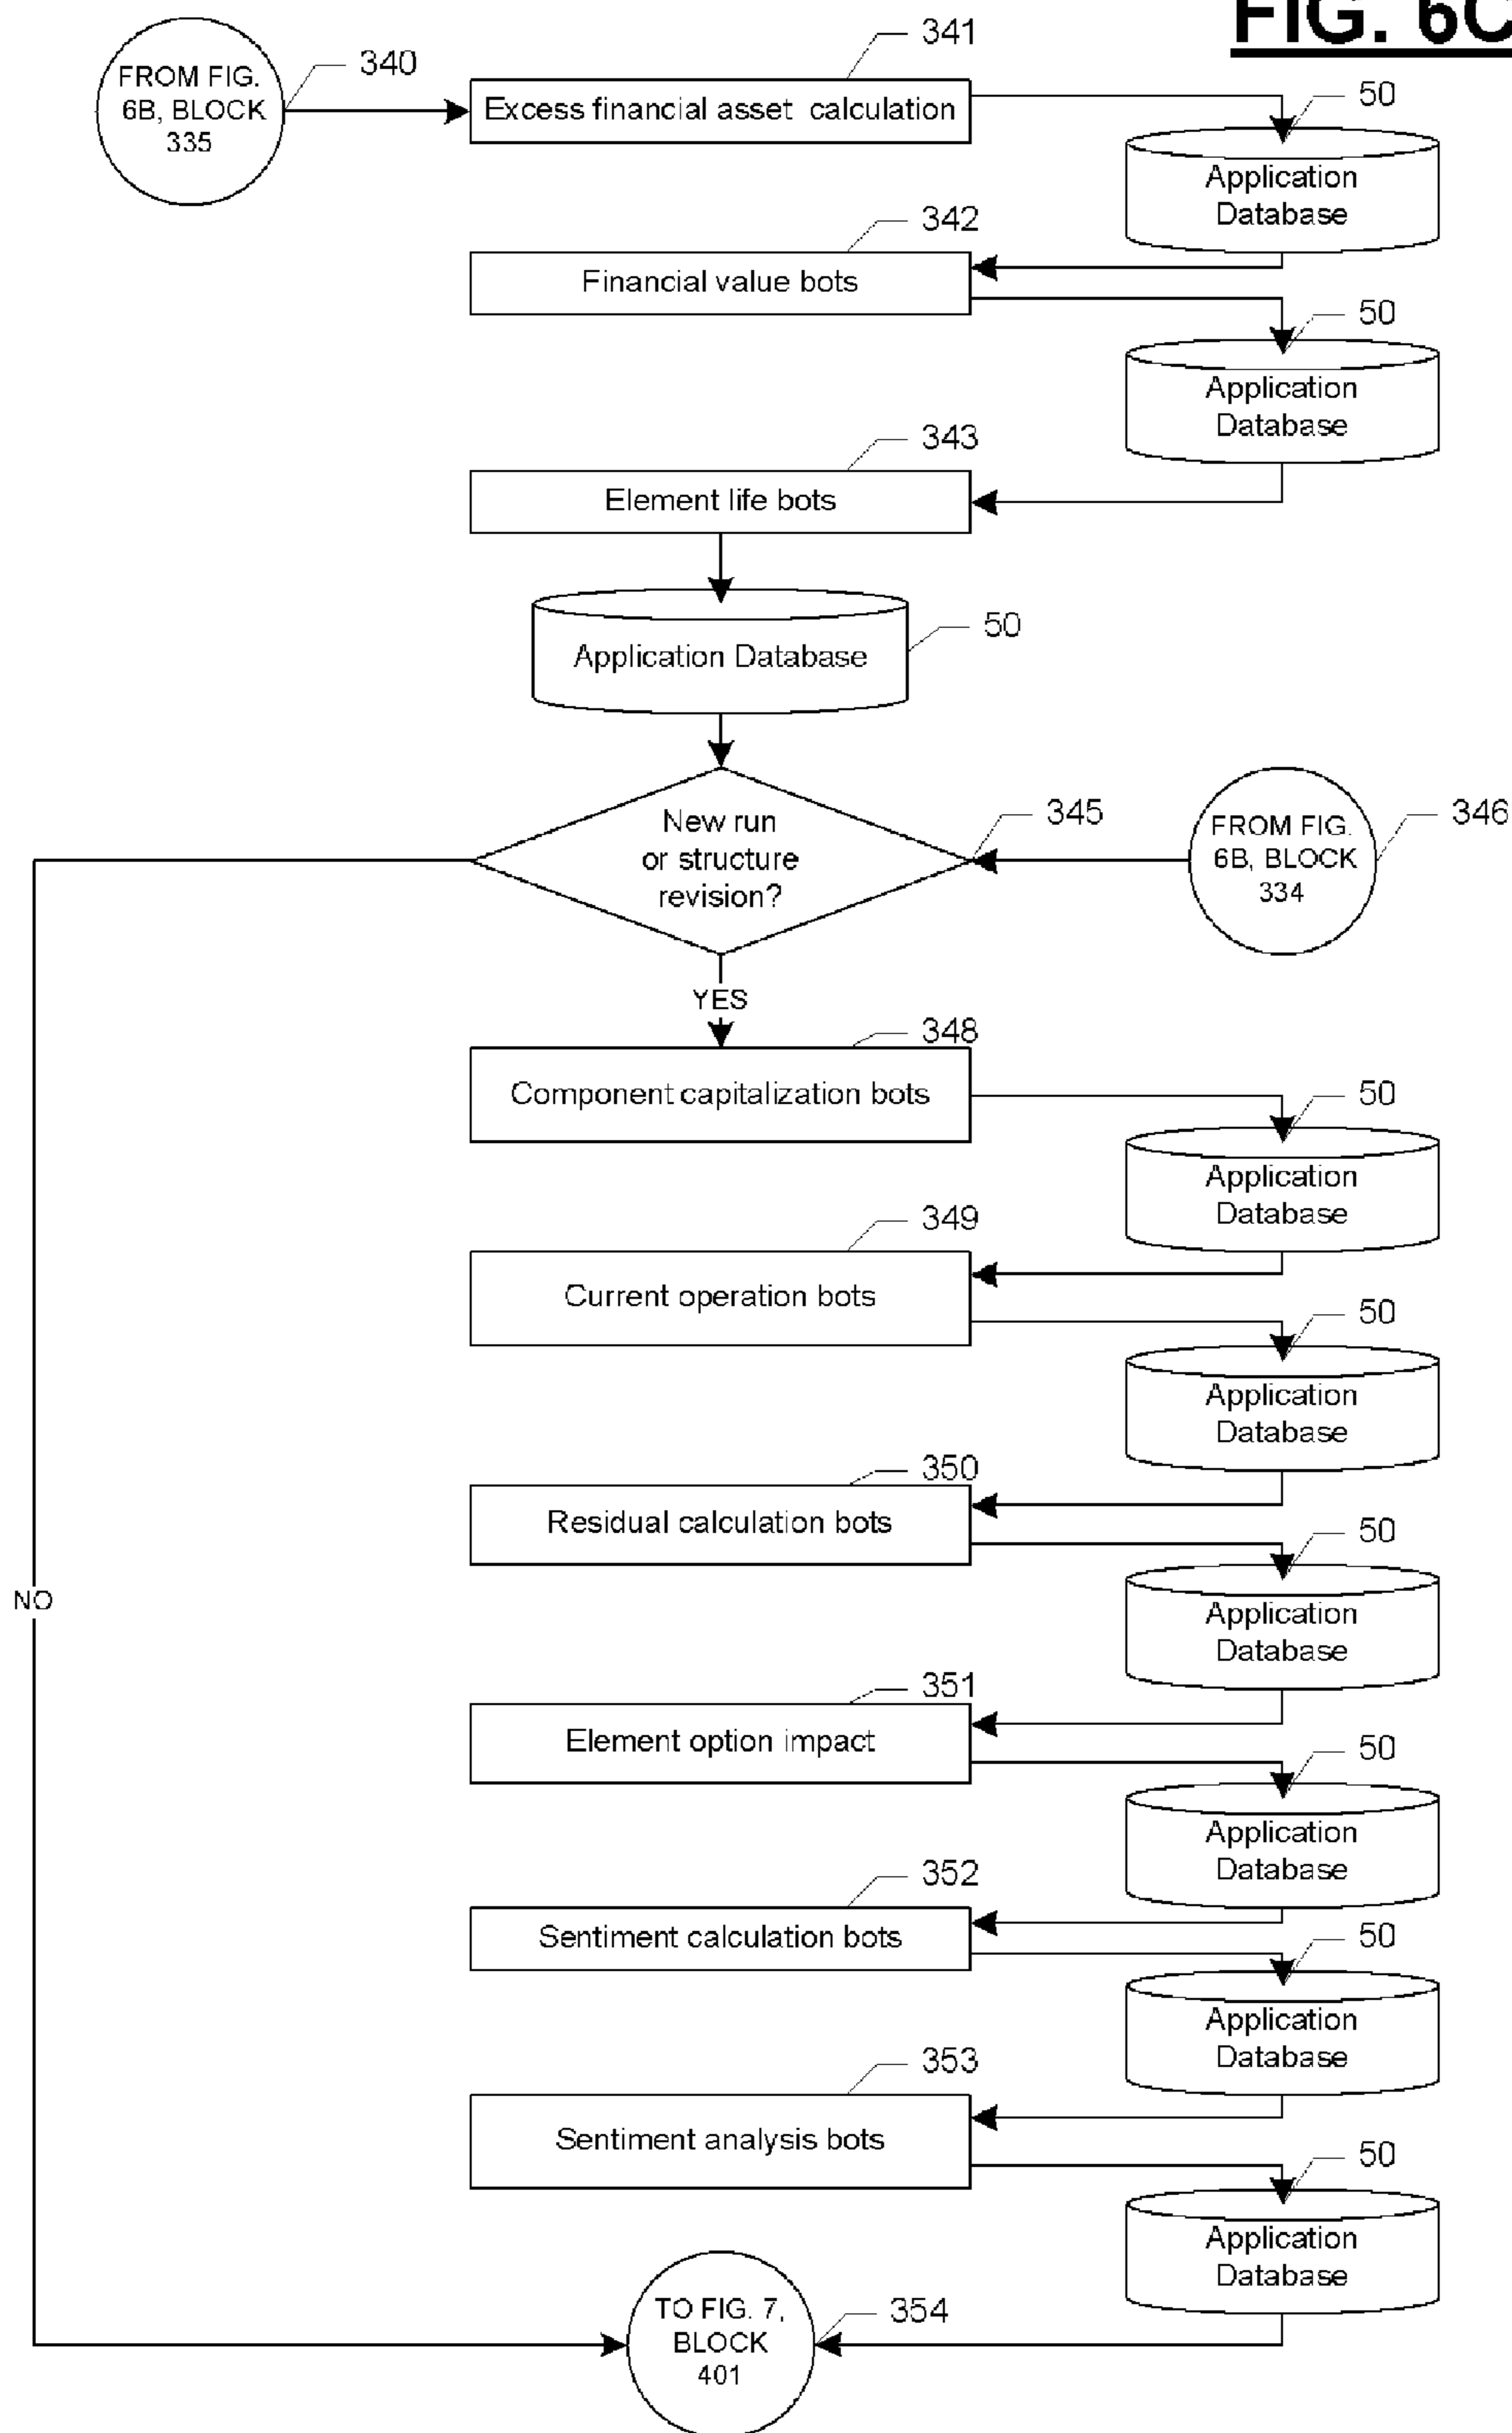 FIG. 6C
341
340
FROM FIG.
6B, BLOCK
335
Excess financial asset calculation
50
Application
Database
342
Financial value bots
50
Application
Database
343
Element life bots
50
Application Database
New run
or structure
revision?
345
FROM FIG.
6B, BLOCK
334
346
YES
348
Component capitalization bots
50
Application
Database
349
Current operation bots
50
Application
Database
350
Residual calculation bots
50
Application
Database
NO
351
Element option impact
50
Application
Database
352
Sentiment calculation bots
50
Application
Database
353
Sentiment analysis bots
50
Application
Database
TO FIG. 7,
BLOCK
401
354